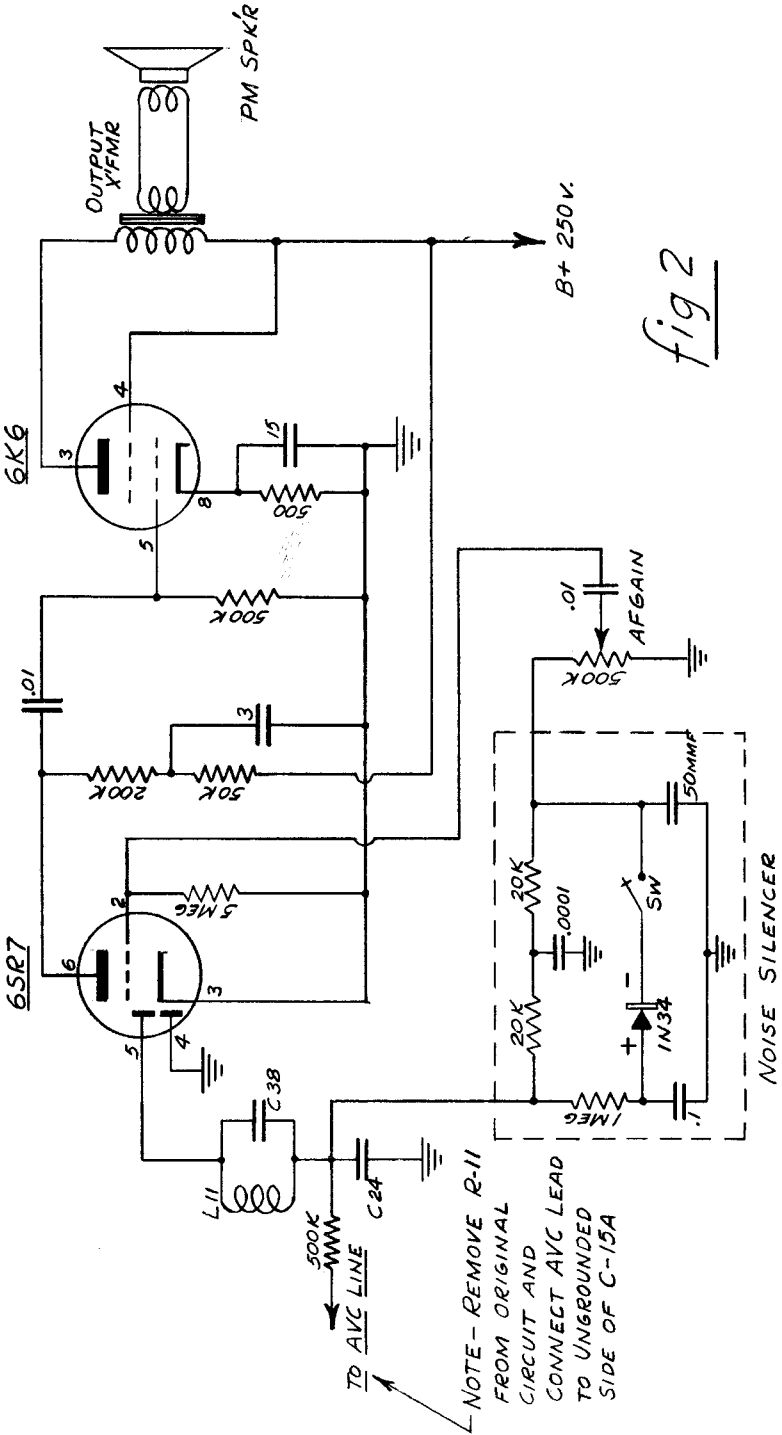 6SR7
6
2
5
4
3
5 MEG
200K
50K
3
.01
500K
6K6
3
4
5
8
500
15
OUTPUT
X'FMR
PM SPK'R
B+ 250V.
L11
C38
C24
500K
TO AVC LINE
NOTE- REMOVE R-11
FROM ORIGINAL
CIRCUIT AND
CONNECT AVC LEAD
TO UNGROUNDED
SIDE OF C-15A
20K
20K
.0001
1 MEG
.1
+
1N34
-
SW
50MMF
NOISE SILENCER
500K
AFGAIN
.01
fig 2